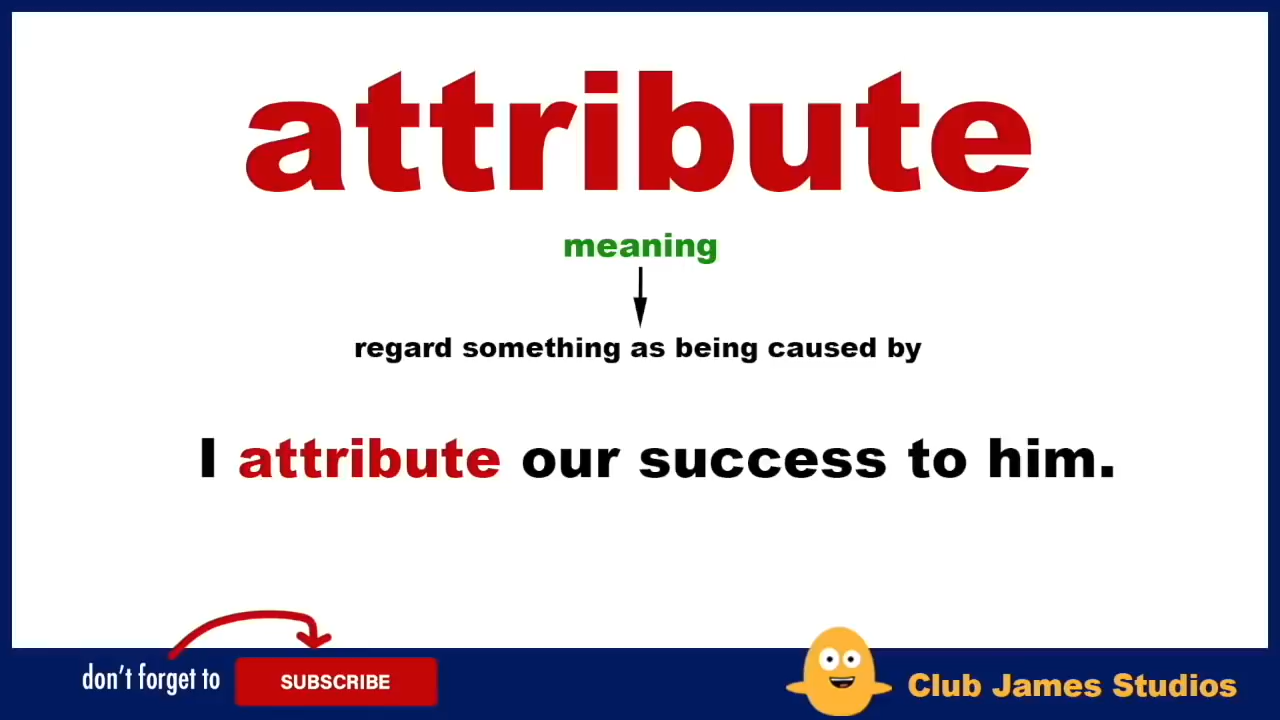 attribute
meaning
regard something as being caused by
I attribute our success to him.
don't forget to SUBSCRIBE
Club James Studios